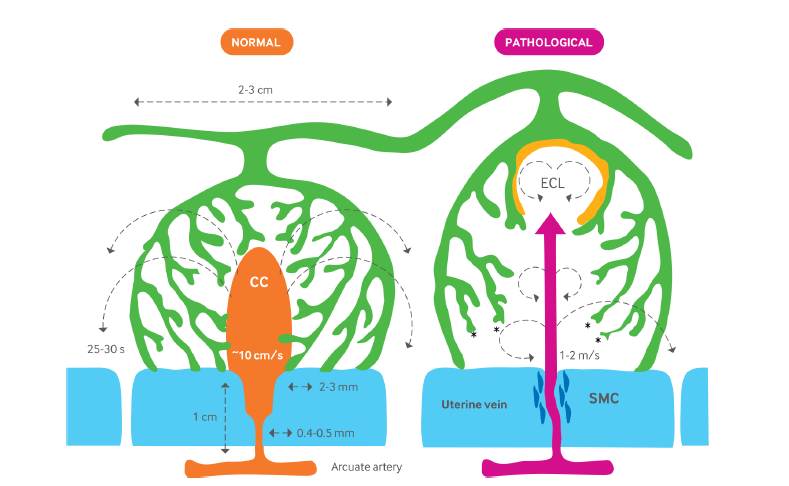 NORMAL
PATHOLOGICAL
2-3 cm
ECL
CC
25-30 s
~10 cm/s
1-2 m/s
2-3 mm
1 cm
Uterine vein
SMC
0.4-0.5 mm
Arcuate artery